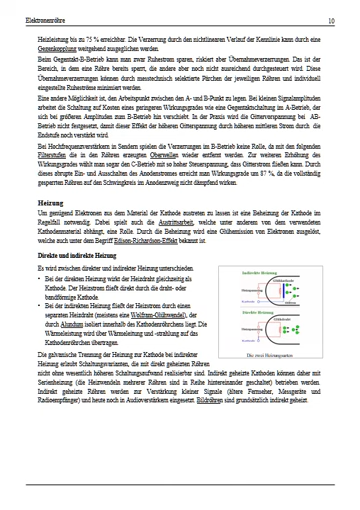 Elektronenröhre 10
Heizleistung bis zu 75 % erreichbar. Die Verzerrung durch den nichtlinearen Verlauf der Kennlinie kann durch eine
Gegenkopplung weitgehend ausgeglichen werden.
Beim Gegentakt-B-Betrieb kann man zwar Ruhestrom sparen, riskiert aber Übernahmeverzerrungen. Das ist der
Bereich, in dem eine Röhre bereits sperrt, die andere aber noch nicht ausreichend durchgesteuert wird. Diese
Übernahmeverzerrungen können durch messtechnisch selektierte Pärchen der jeweiligen Röhren und individuell
eingestellte Ruheströme minimiert werden.
Eine andere Möglichkeit ist, den Arbeitspunkt zwischen den A- und B-Punkt zu legen. Bei kleinen Signalamplituden
arbeitet die Schaltung auf Kosten eines geringeren Wirkungsgrades wie eine Gegentaktschaltung im A-Betrieb, der
sich bei größeren Amplituden zum B-Betrieb hin verschiebt. In der Praxis wird die Gittervorspannung bei AB-
Betrieb nicht festgesetzt, damit dieser Effekt der höheren Gitterspannung durch höheren mittleren Strom durch die
Endstufe noch verstärkt wird.
Bei Hochfrequenzverstärkern in Sendern spielen die Verzerrungen im B-Betrieb keine Rolle, da mit den folgenden
Filterstufen die in den Röhren erzeugten Oberwellen wieder entfernt werden. Zur weiteren Erhöhung des
Wirkungsgrades wählt man sogar den C-Betrieb mit so hoher Steuerspannung, dass Gitterstrom fließen kann. Durch
dieses abrupte Ein- und Ausschalten des Anodenstromes erreicht man Wirkungsgrade um 87 %, da die vollständig
gesperrten Röhren auf den Schwingkreis im Anodenzweig nicht dämpfend wirken.
Heizung
Um genügend Elektronen aus dem Material der Kathode austreten zu lassen ist eine Beheizung der Kathode im
Regelfall notwendig. Dabei spielt auch die Austrittsarbeit, welche unter anderem von dem verwendeten
Kathodenmaterial abhängt, eine Rolle. Durch die Beheizung wird eine Glühemission von Elektronen ausgelöst,
welche auch unter dem Begriff Edison-Richardson-Effekt bekannt ist.
Direkte und indirekte Heizung
Es wird zwischen direkter und indirekter Heizung unterschieden.
• Bei der direkten Heizung wirkt der Heizdraht gleichzeitig als
Kathode. Der Heizstrom fließt direkt durch die draht- oder
bandförmige Kathode.
• Bei der indirekten Heizung fließt der Heizstrom durch einen
separaten Heizdraht (meistens eine Wolfram-Glühwendel), der
durch Alundum isoliert innerhalb des Kathodenröhrchens liegt. Die
Wärmeleistung wird über Wärmeleitung und -strahlung auf das
Kathodenröhrchen übertragen.
Indirekte Heizung
Direkte Heizung
Die zwei Heizungsarten
Die galvanische Trennung der Heizung zur Kathode bei indirekter
Heizung erlaubt Schaltungsvarianten, die mit direkt geheizten Röhren
nicht ohne wesentlich höheren Schaltungsaufwand realisierbar sind. Indirekt geheizte Kathoden können daher mit
Serienheizung (die Heizwendeln mehrerer Röhren sind in Reihe hintereinander geschaltet) betrieben werden.
Indirekt geheizte Röhren werden zur Verstärkung kleiner Signale (ältere Fernseher, Messgeräte und
Radioempfänger) und heute noch in Audioverstärkern eingesetzt. Bildröhren sind grundsätzlich indirekt geheizt.